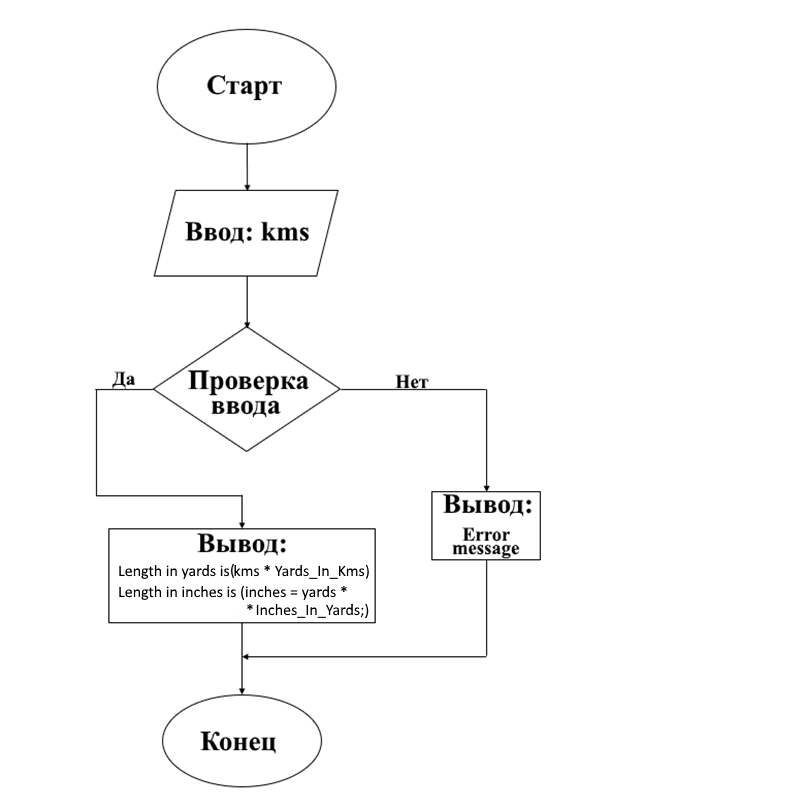 Старт
Ввод: kms
Да
Нет
Проверка
ввода
Вывод:
Error
message
Вывод:
Length in yards is(kms * Yards_In_Kms)
Length in inches is (inches = yards *
*Inches_In_Yards;)
Конец